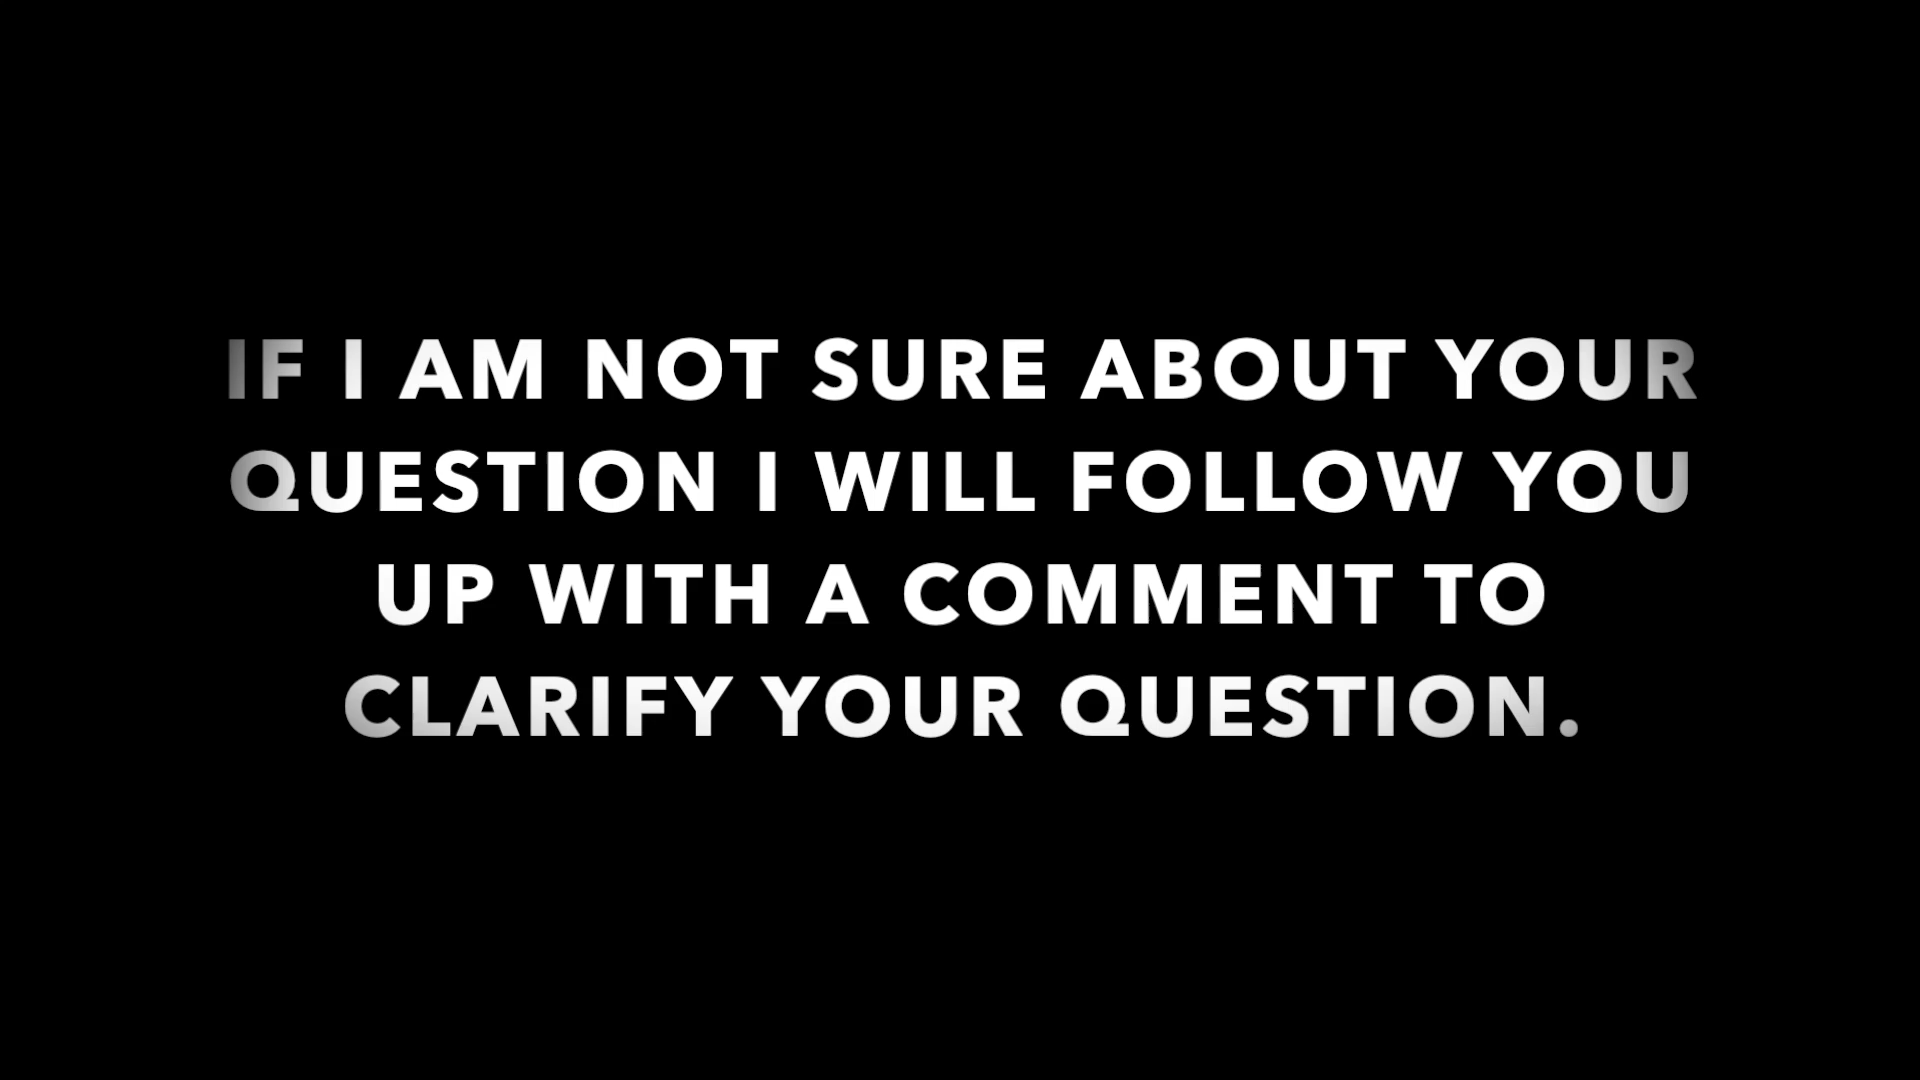 IF I AM NOT SURE ABOUT YOUR
QUESTION I WILL FOLLOW YOU
UP WITH A COMMENT TO
CLARIFY YOUR QUESTION.